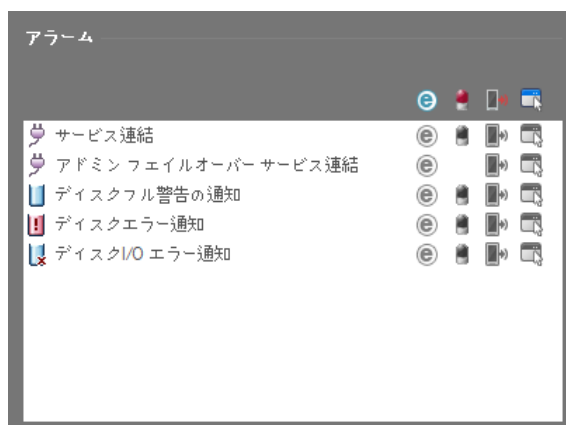 アラーム
サービス連結
アドミン フェイルオーバー サービス連結
ディスクフル警告の通知
ディスクエラー通知
ディスクI/O エラー通知